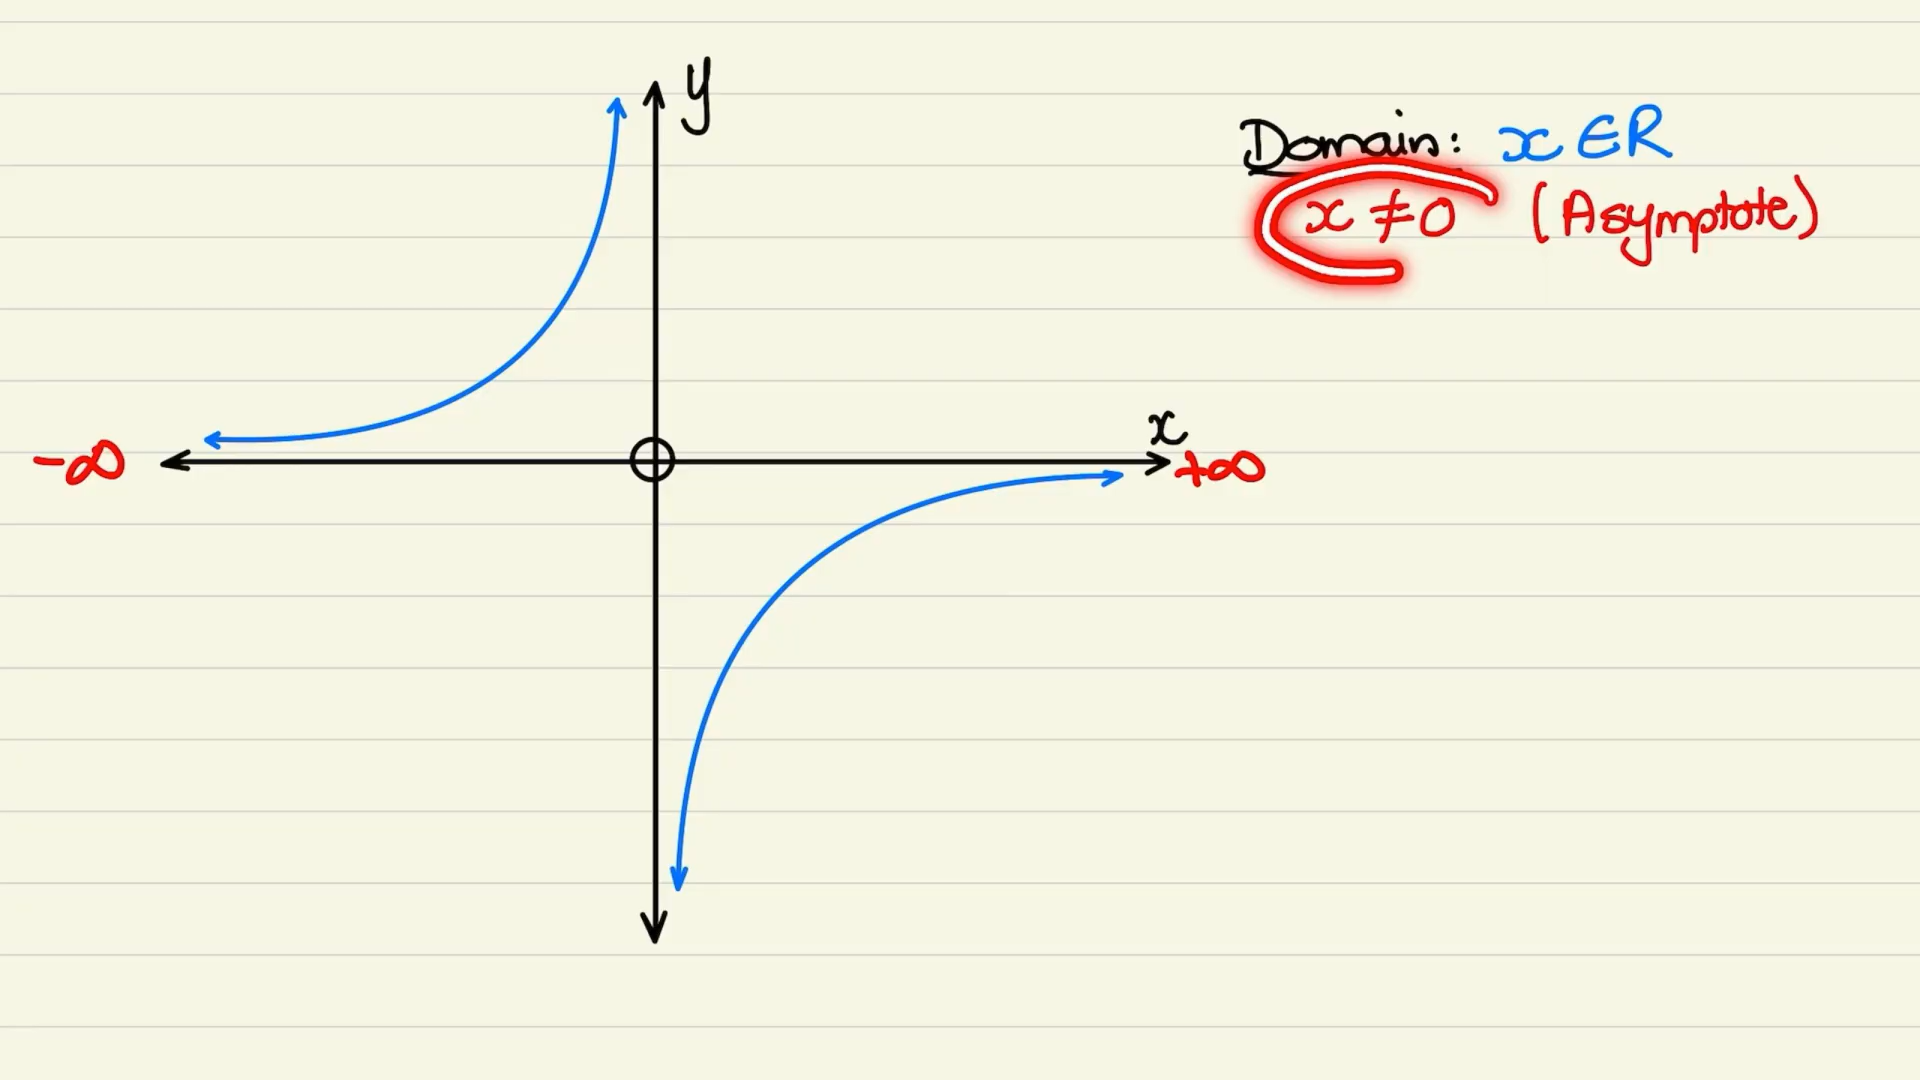 y
Domain: x ∈ R
x ≠ 0 (Asymptote)
x
-∞
+∞